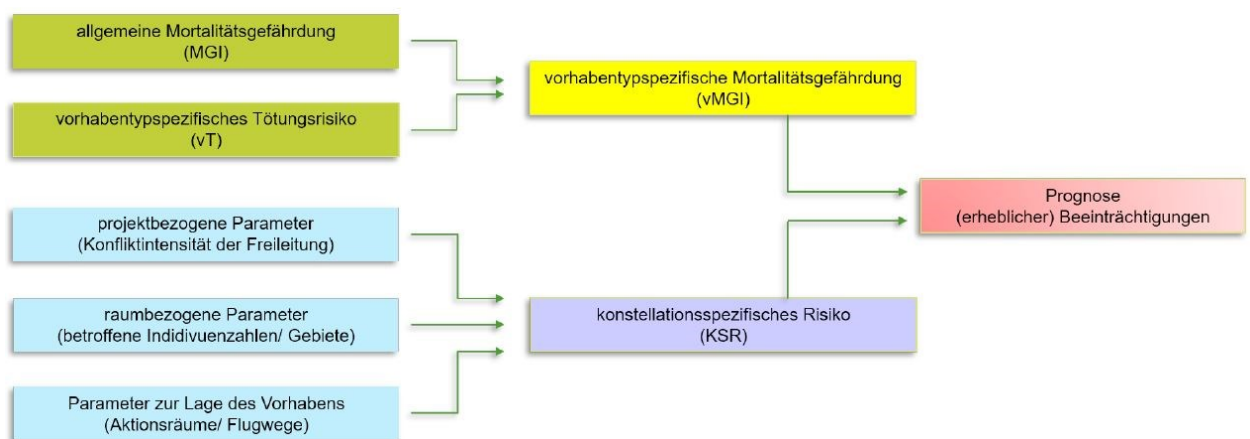 allgemeine Mortalitätsgefährdung
(MGI)
vorhabentypspezifisches Tötungsrisiko
(vT)
vorhabentypspezifische Mortalitätsgefährdung
(vMGI)
projektbezogene Parameter
(Konfliktintensität der Freileitung)
raumbezogene Parameter
(betroffene Indidivuenzahlen/ Gebiete)
Parameter zur Lage des Vorhabens
(Aktionsräume/ Flugwege)
konstellationsspezifisches Risiko
(KSR)
Prognose
(erheblicher) Beeinträchtigungen